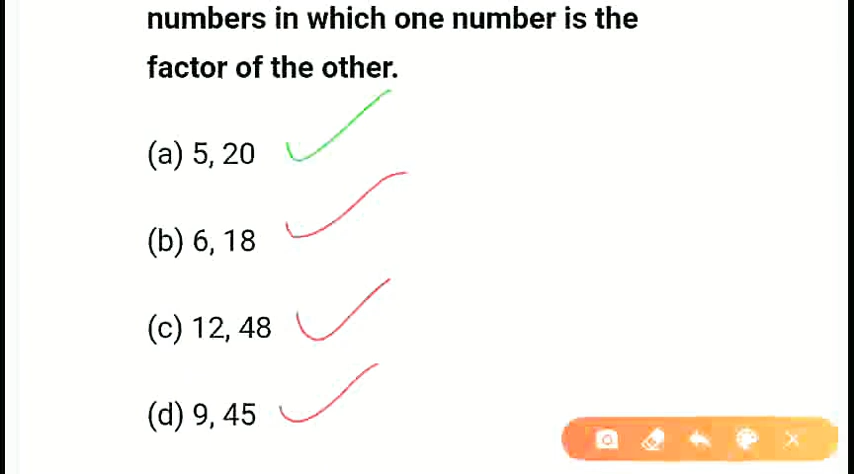 numbers in which one number is the
factor of the other.
(a) 5, 20
(b) 6, 18
(c) 12, 48
(d) 9, 45